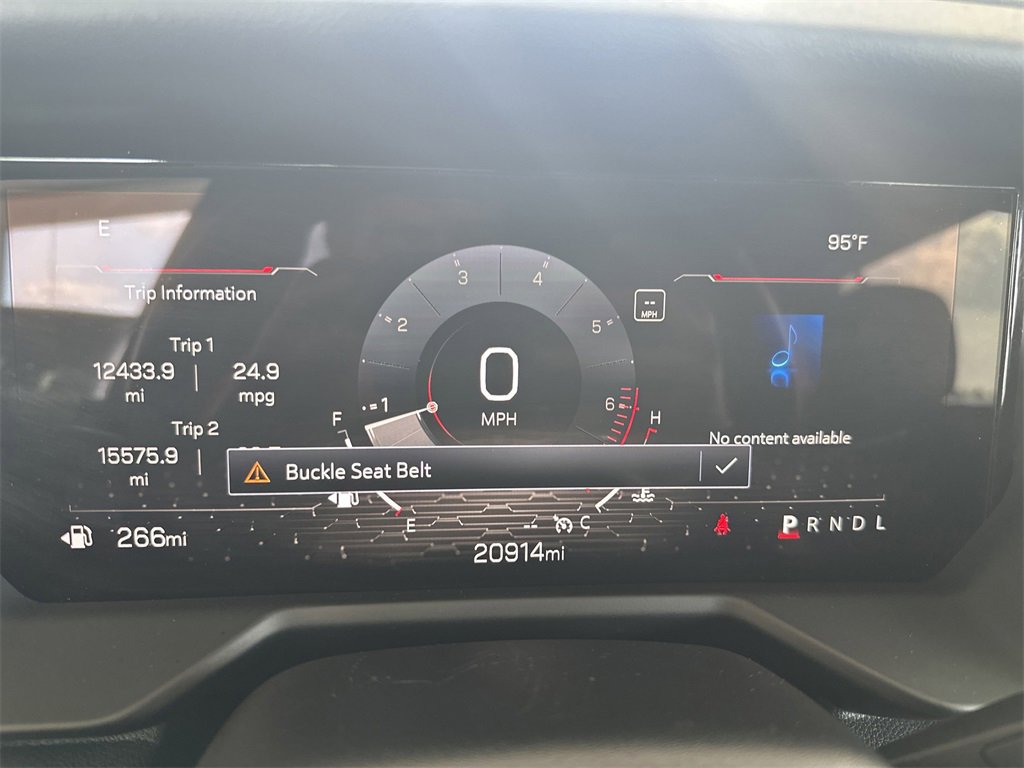 E
95°F
Trip Information
3
4
-- MPH
2
5
Trip 1
12433.9 mi
24.9 mpg
0
MPH
1
6
F
H
Trip 2
15575.9 mi
No content available
Buckle Seat Belt
E
C
266mi
20914mi
PRNDL